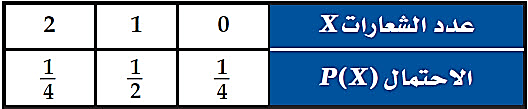 عدد الشعارات X 0 1 2
الاحتمال P(X) 1/4 1/2 1/4